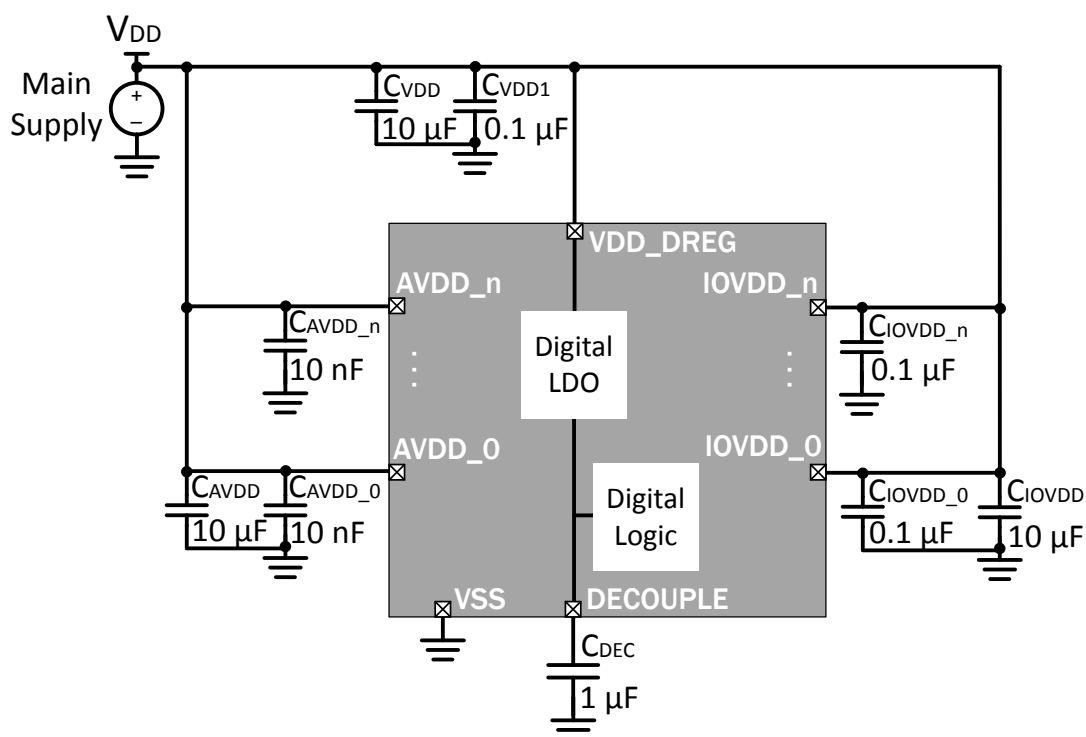 VDD
Main
Supply
+
–
CVDD
10 µF
CVDD1
0.1 µF
VDD_DREG
AVDD_n
IOVDD_n
CAVDD_n
10 nF
Digital
LDO
CIOVDD_n
0.1 µF
AVDD_0
IOVDD_0
CAVDD
10 µF
CAVDD_0
10 nF
Digital
Logic
CIOVDD_0
0.1 µF
CIOVDD
10 µF
VSS
DECOUPLE
CDEC
1 µF